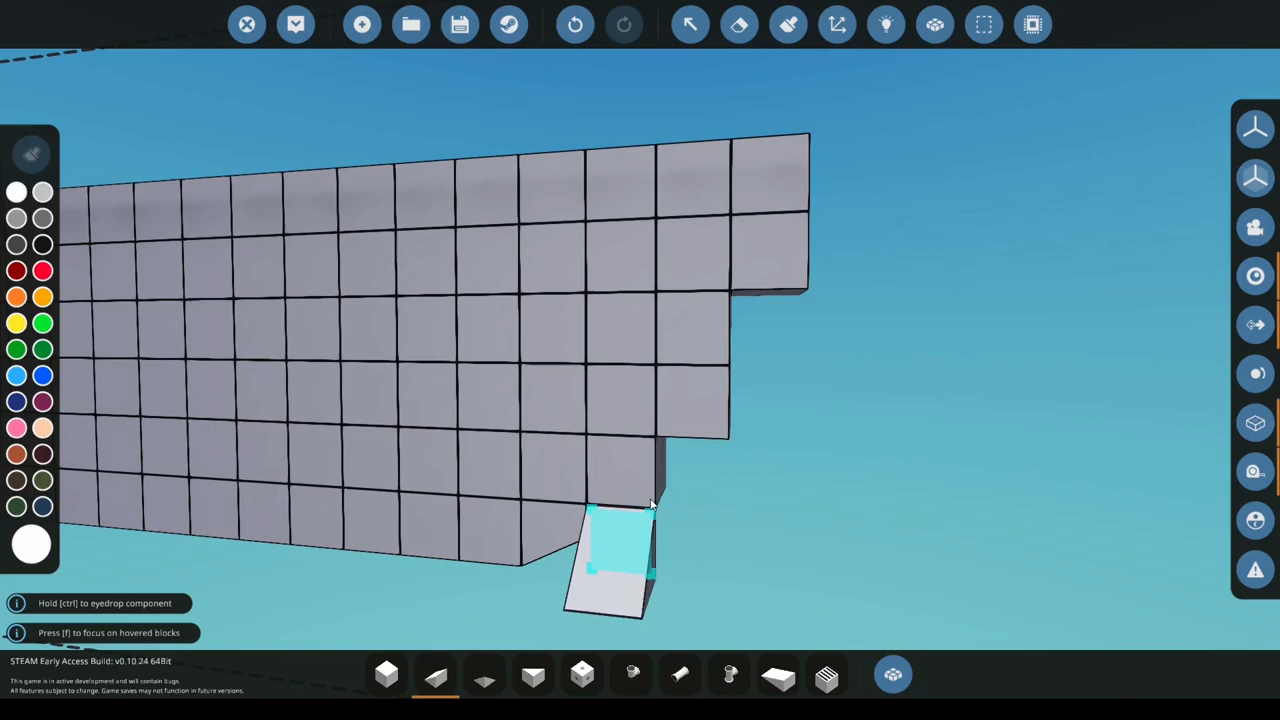 Hold [ctrl] to eyedrop component
Press [f] to focus on hovered blocks
STEAM Early Access Build: v0.10.24 64Bit
This game is in active development and will contain bugs.
All features subject to change. Game saves may not function in future versions.